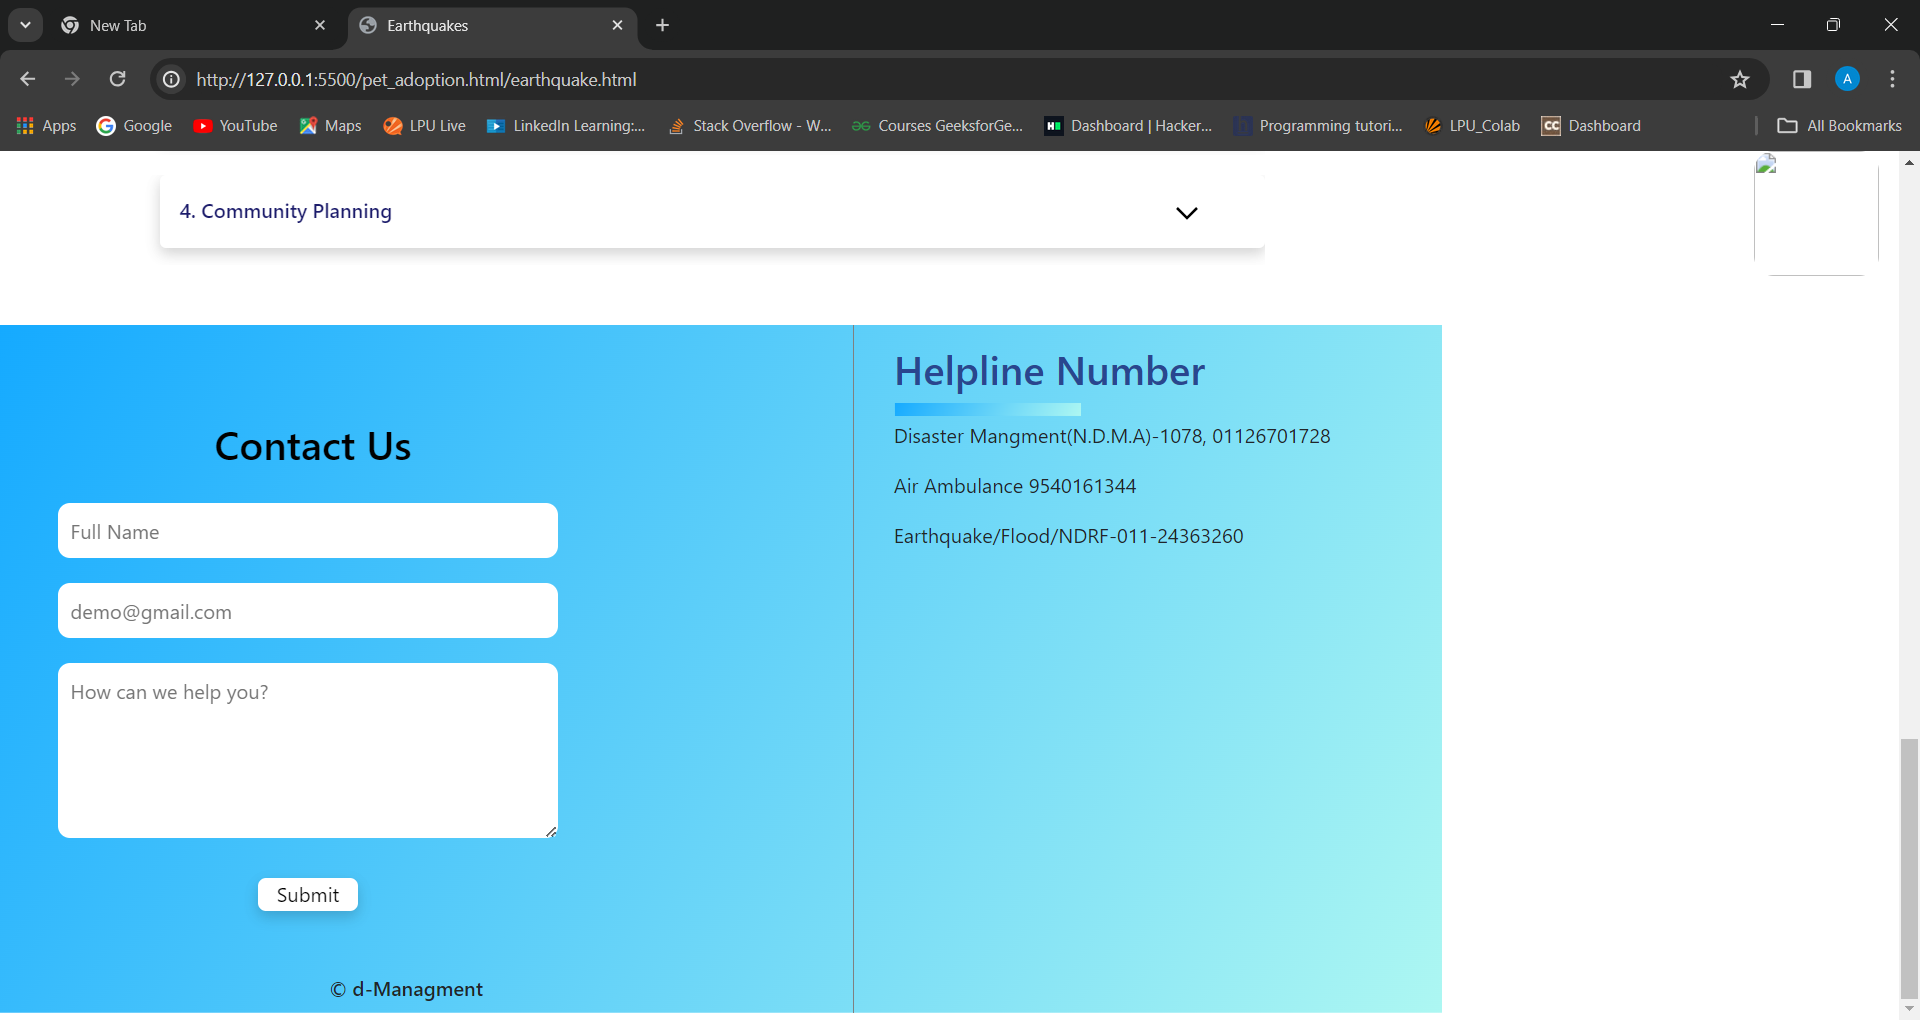 New Tab
Earthquakes
http://127.0.0.1:5500/pet_adoption.html/earthquake.html
A
Apps Google YouTube Maps LPU Live LinkedIn Learning:... Stack Overflow - W... Courses GeeksforGe... Dashboard | Hacker... Programming tutori... LPU_Colab CC Dashboard All Bookmarks
4. Community Planning
Helpline Number
Disaster Mangment(N.D.M.A)-1078, 01126701728
Air Ambulance 9540161344
Earthquake/Flood/NDRF-011-24363260
Contact Us
Full Name
demo@gmail.com
How can we help you?
Submit
© d-Managment